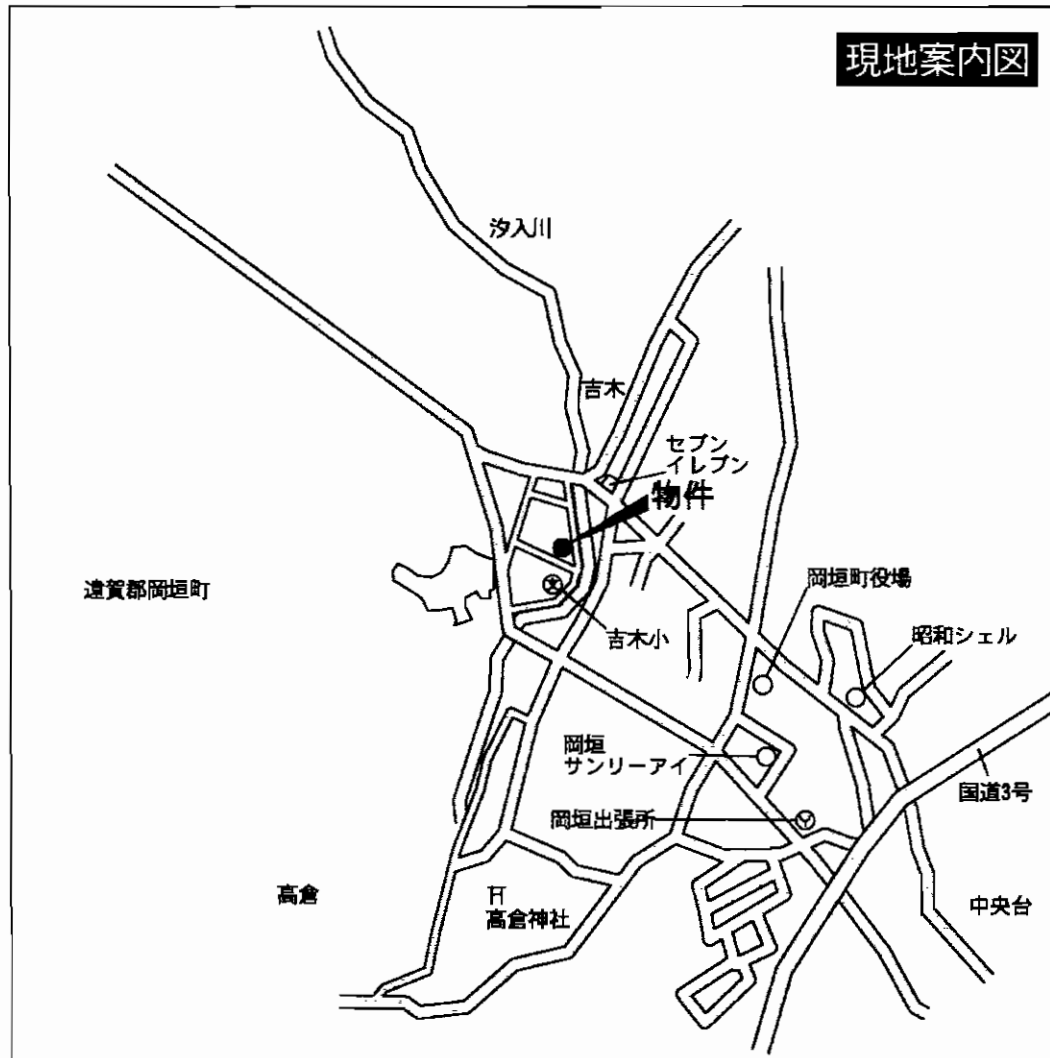 現地案内図
汐入川
吉木
セブン
イレブン
物件
遠賀郡岡垣町
岡垣町役場
吉木小
昭和シェル
岡垣
サンリーアイ
国道3号
岡垣出張所
高倉
高倉神社
中央台